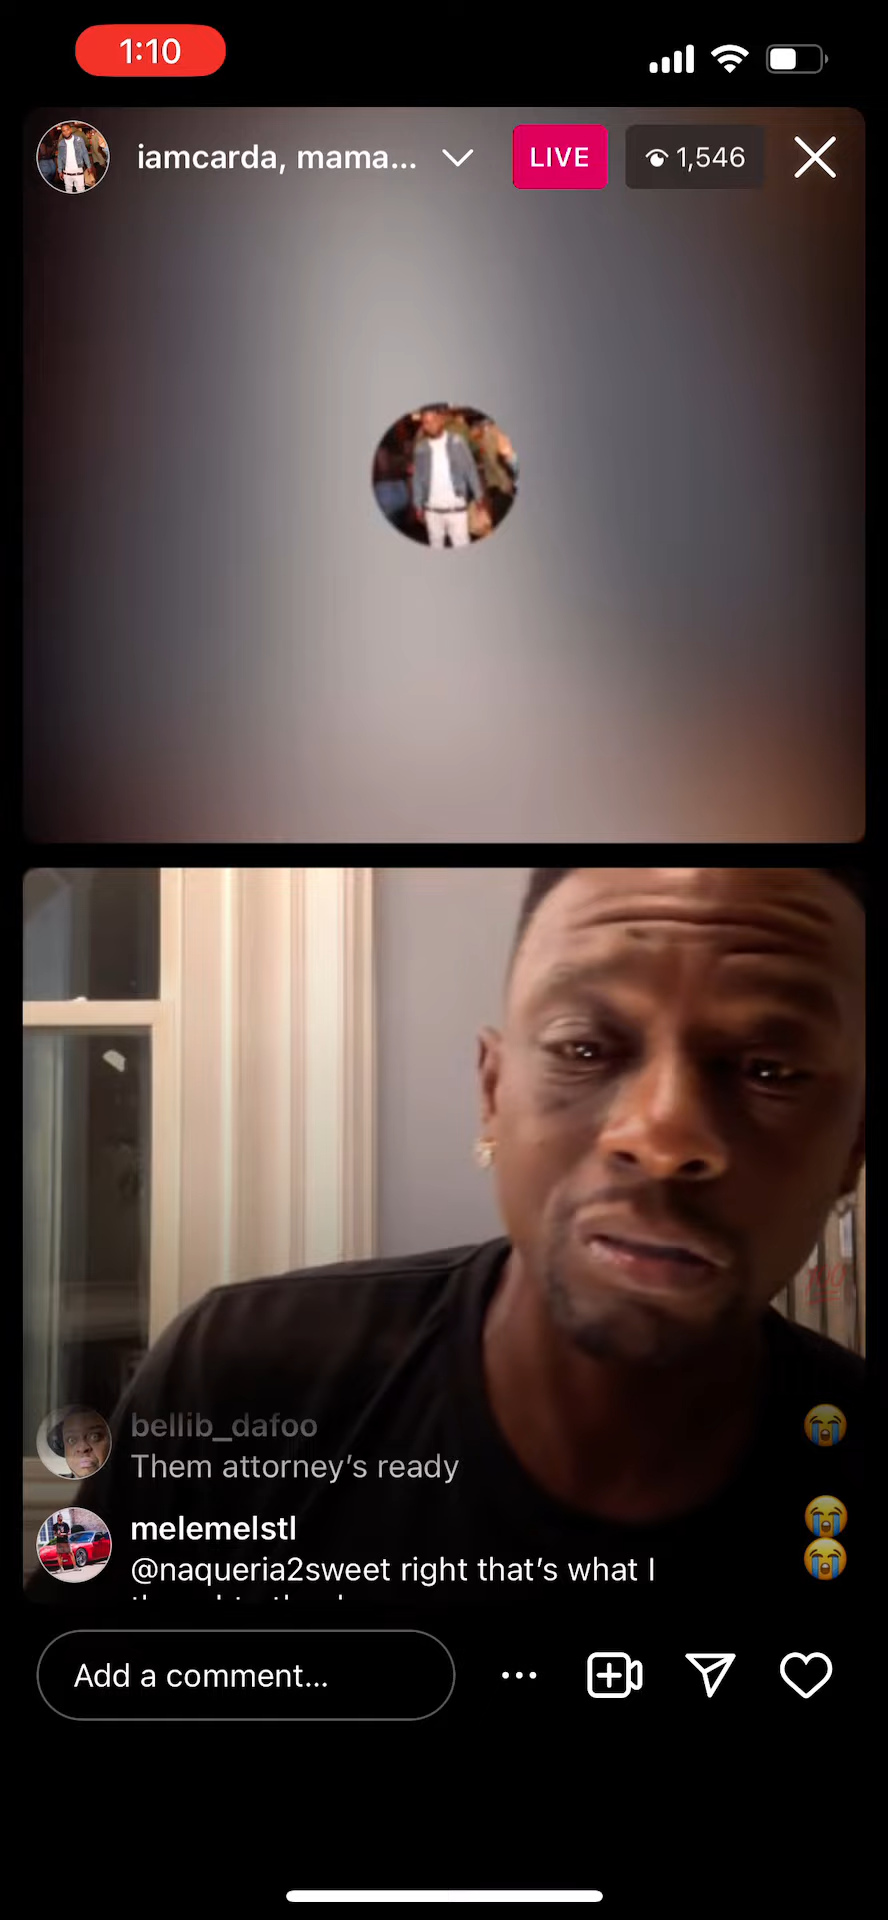 1:10
iamcarda, mama...
LIVE
1,546
bellib_dafoo
Them attorney's ready
melemelstl
@naqueria2sweet right that's what I
Add a comment...